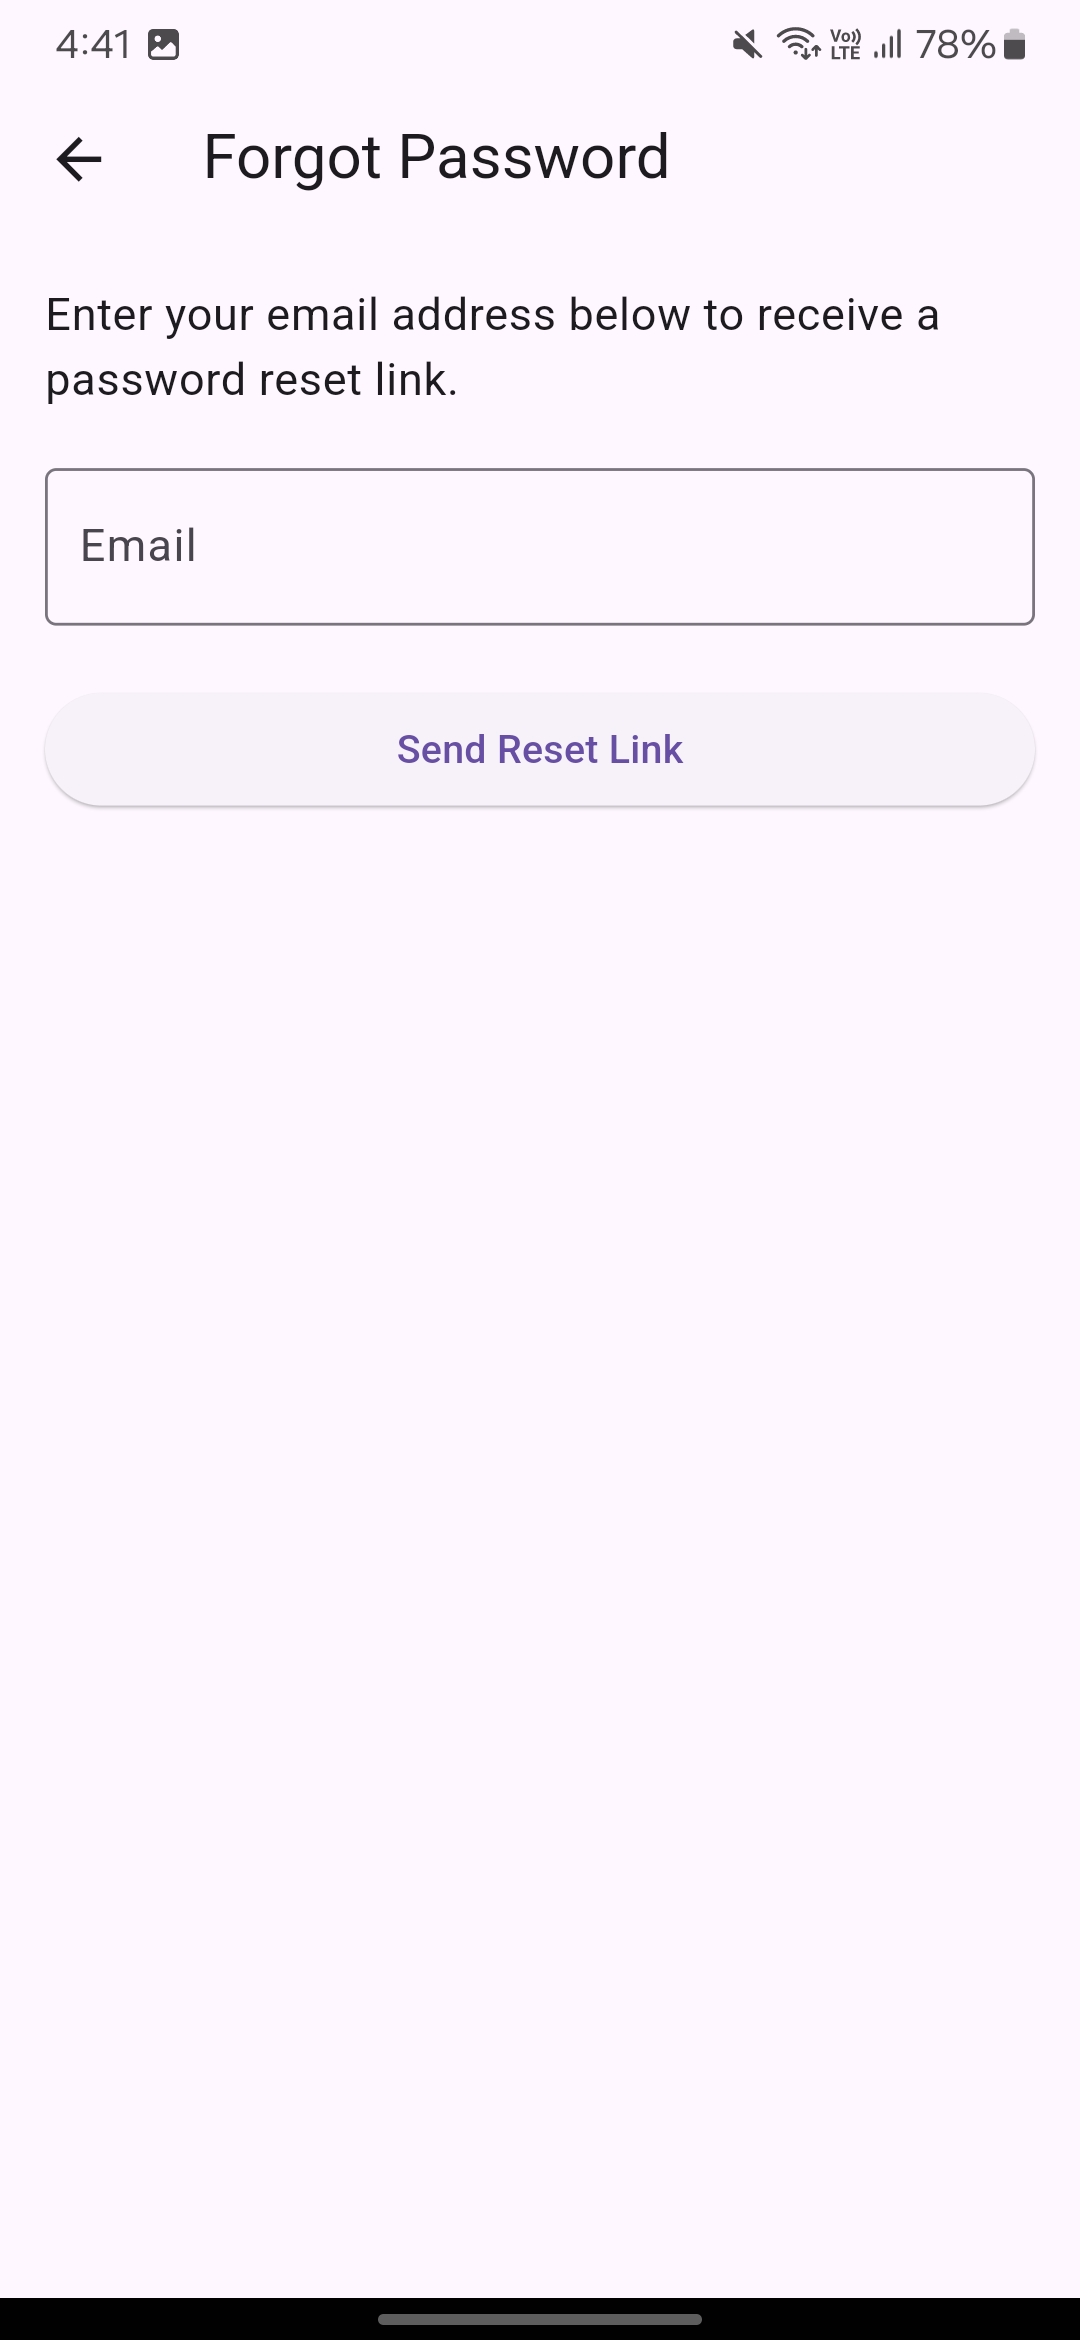 4:41
Vo)) LTE 78%
Forgot Password
Enter your email address below to receive a
password reset link.
Email
Send Reset Link